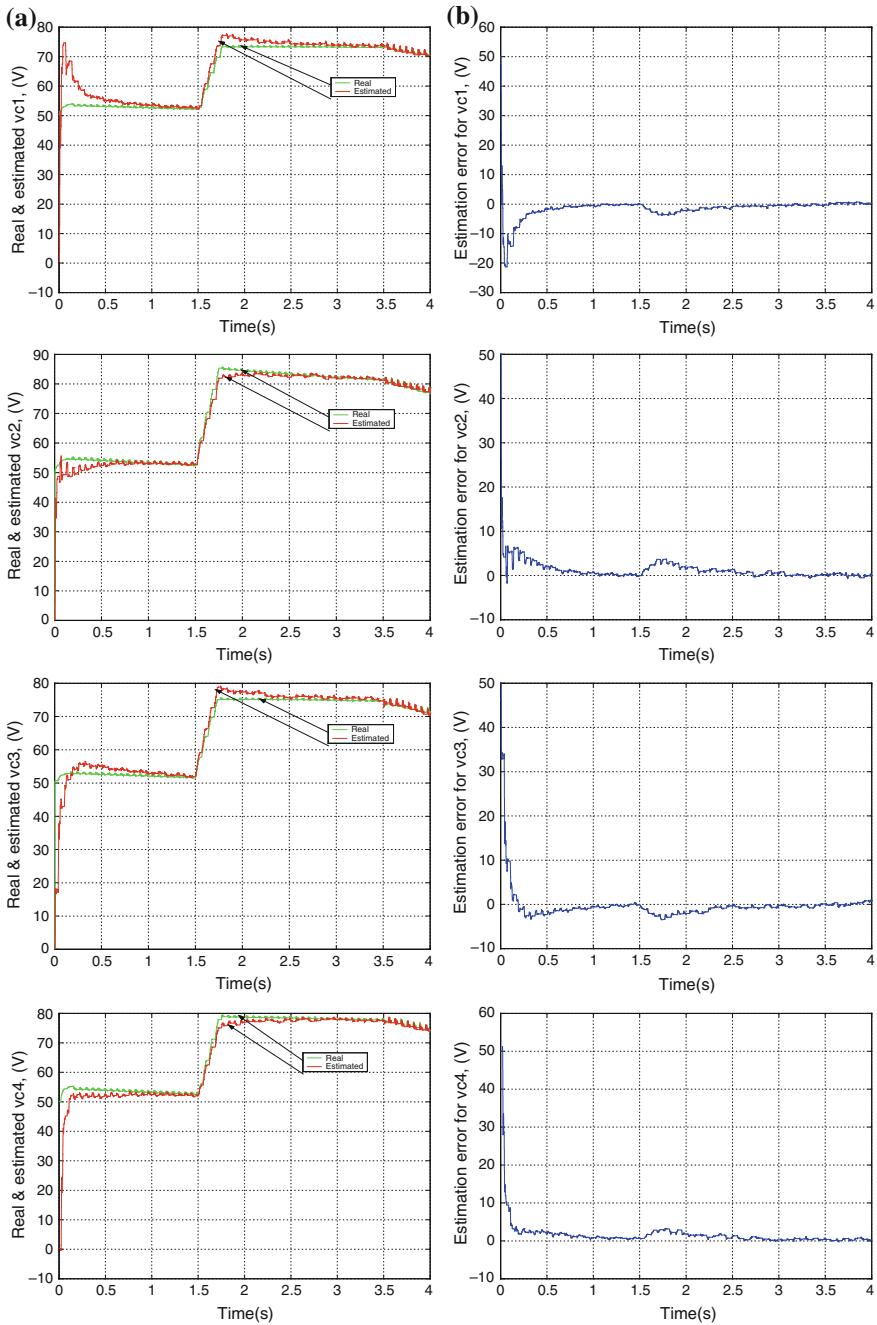 (a)
Real & estimated vc1, (V)
80
70
60
50
40
30
20
10
0
−10
Real
Estimated
0 0.5 1 1.5 2 2.5 3 3.5 4
Time(s)
(b)
Estimation error for vc1, (V)
60
50
40
30
20
10
0
−10
−20
−30
0 0.5 1 1.5 2 2.5 3 3.5 4
Time(s)
Real & estimated vc2, (V)
90
80
70
60
50
40
30
20
10
0
Real
Estimated
0 0.5 1 1.5 2 2.5 3 3.5 4
Time(s)
Estimation error for vc2, (V)
50
40
30
20
10
0
−10
0 0.5 1 1.5 2 2.5 3 3.5 4
Time(s)
Real & estimated vc3, (V)
80
70
60
50
40
30
20
10
0
Real
Estimated
0 0.5 1 1.5 2 2.5 3 3.5 4
Time(s)
Estimation error for vc3, (V)
50
40
30
20
10
0
−10
0 0.5 1 1.5 2 2.5 3 3.5 4
Time(s)
Real & estimated vc4, (V)
80
70
60
50
40
30
20
10
0
−10
Real
Estimated
0 0.5 1 1.5 2 2.5 3 3.5 4
Time(s)
Estimation error for vc4, (V)
60
50
40
30
20
10
0
−10
0 0.5 1 1.5 2 2.5 3 3.5 4
Time(s)